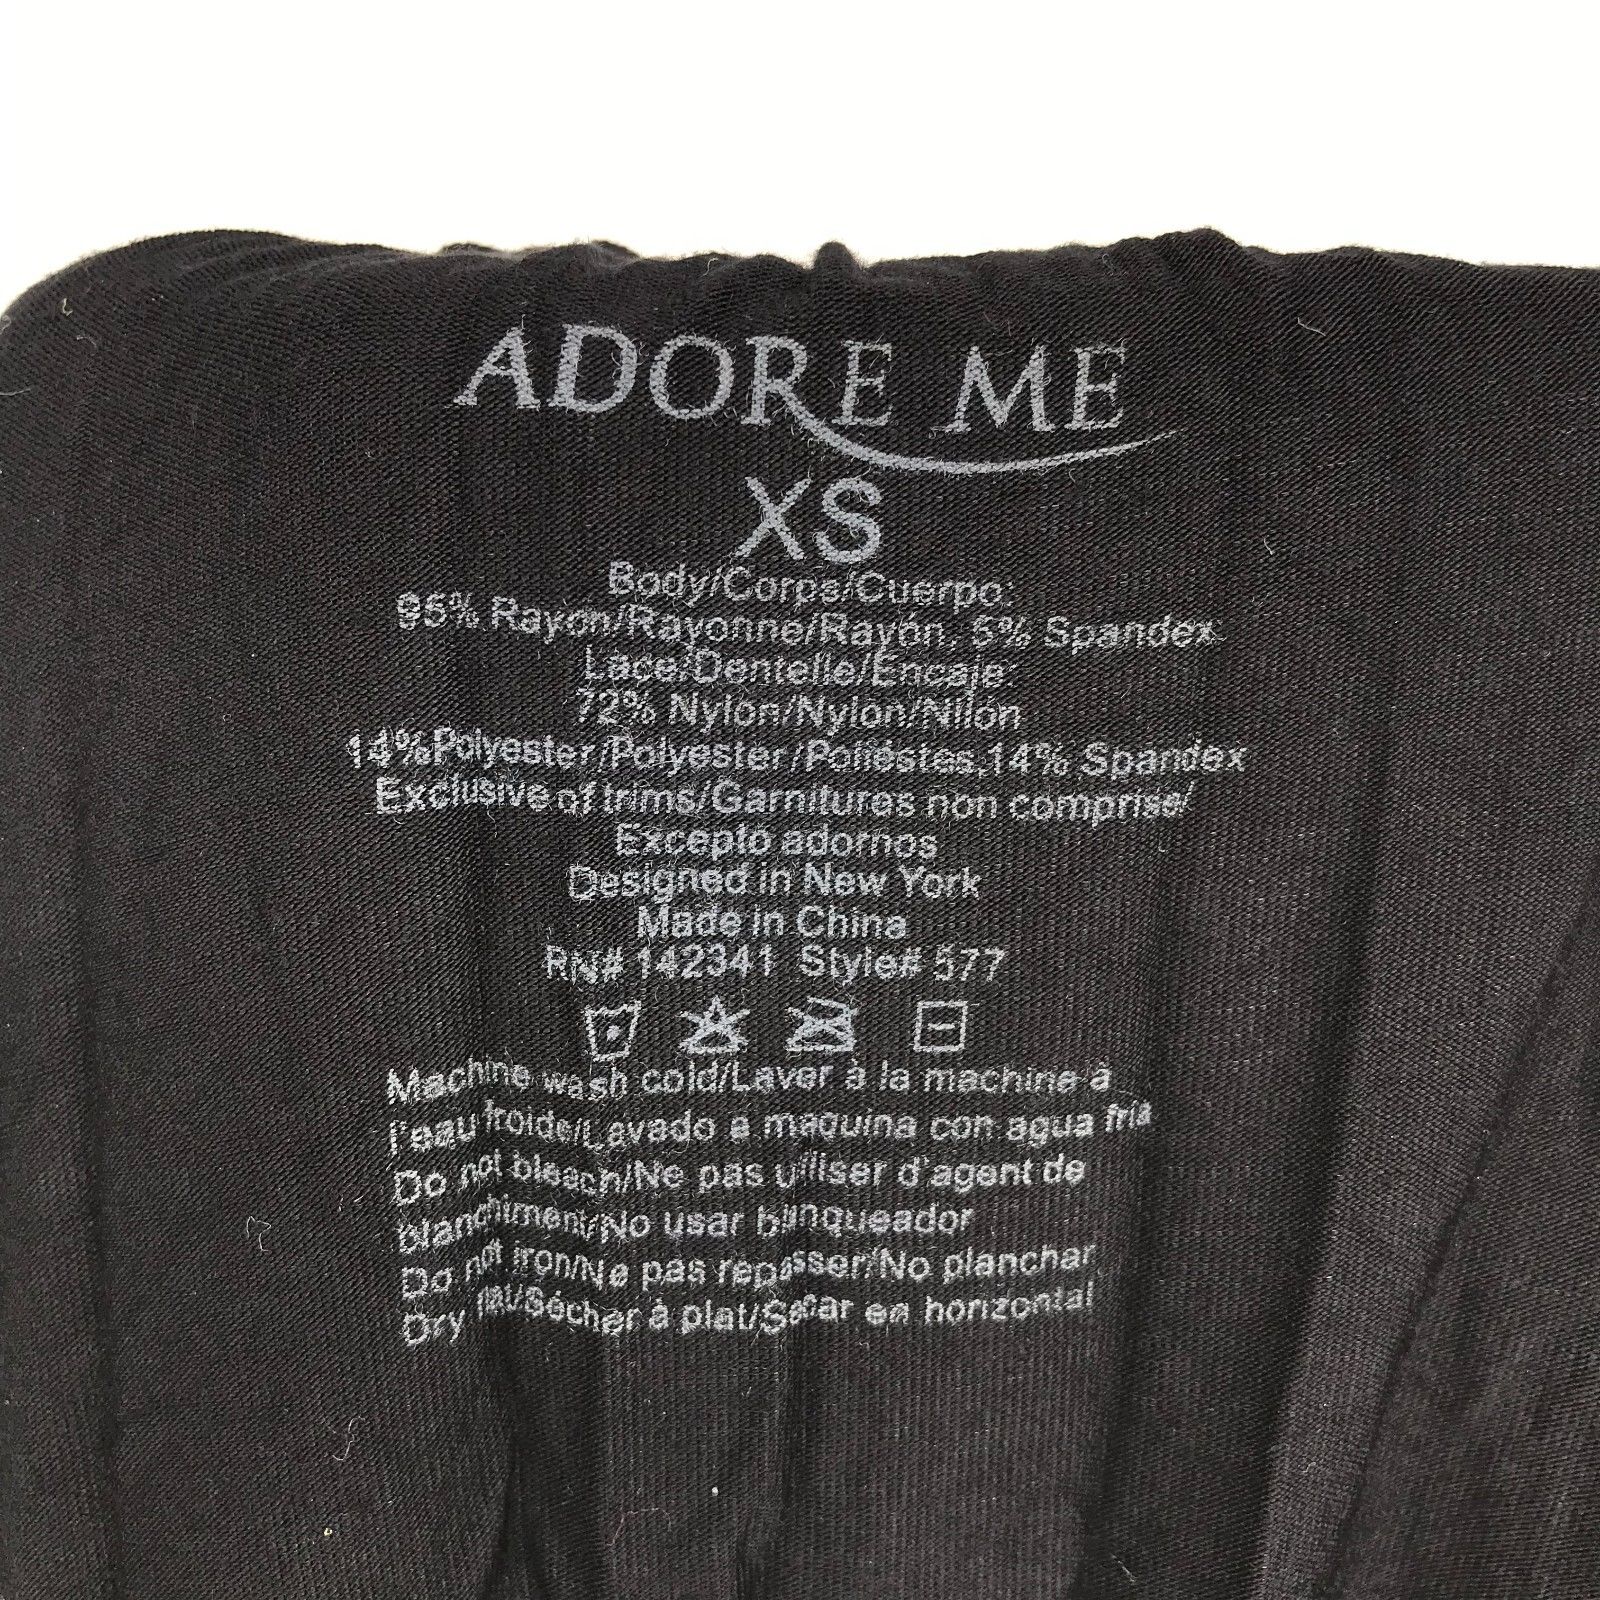 ADORE ME
XS
Body/Corps/Cuerpo:
95% Rayon/Rayonne/Rayón, 5% Spandex
Lace/Dentelle/Encaje:
72% Nylon/Nylon/Nilón
14%Polyester/Polyester/Poliéstes,14% Spandex
Exclusive of trims/Garnitures non comprise/
Excepto adornos
Designed in New York
Made in China
RN# 142341 Style# 577
Machine wash cold/Laver à la machine à
l'eau froide/Lavado a maquina con agua fria
Do not bleach/Ne pas utiliser d'agent de
blanchiment/No usar blanqueador
Do not iron/Ne pas repasser/No planchar
Dry flat/Sécher à plat/Secar en horizontal